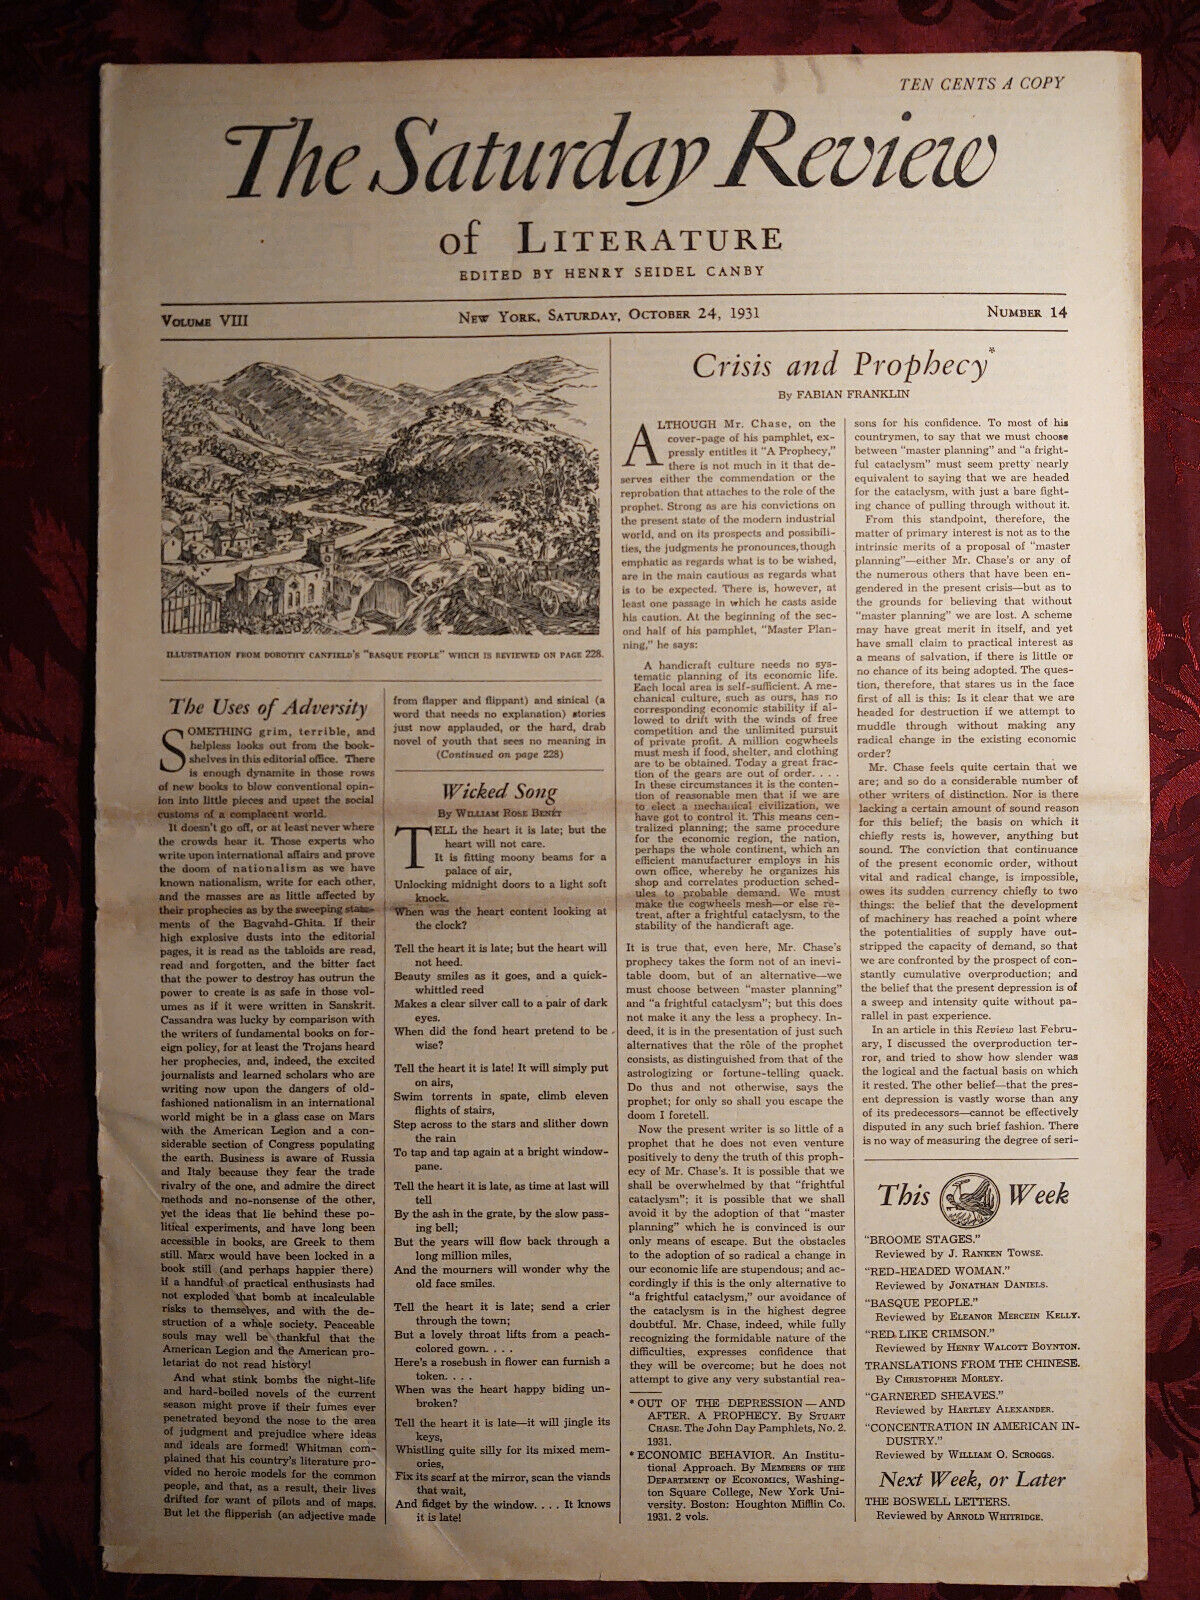 TEN CENTS A COPY
The Saturday Review
of LITERATURE
EDITED BY HENRY SEIDEL CANBY
VOLUME VIII
NEW YORK, SATURDAY, OCTOBER 24, 1931
NUMBER 14
ILLUSTRATION FROM DOROTHY CANFIELD'S "BASQUE PEOPLE" WHICH IS REVIEWED ON PAGE 228.
The Uses of Adversity
SOMETHING grim, terrible, and
helpless looks out from the book-
shelves in this editorial office. There
is enough dynamite in those rows
of new books to blow conventional opin-
ion into little pieces and upset the social
customs of a complacent world.
It doesn't go off, or at least never where
the crowds hear it. Those experts who
write upon international affairs and prove
the doom of nationalism as we have
known nationalism, write for each other,
and the masses are as little affected by
their prophecies as by the sweeping state-
ments of the Bagvahd-Ghita. If their
high explosive dusts into the editorial
pages, it is read as the tabloids are read,
read and forgotten, and the bitter fact
that the power to destroy has outrun the
power to create is as safe in those vol-
umes as if it were written in Sanskrit.
Cassandra was lucky by comparison with
the writers of fundamental books on for-
eign policy, for at least the Trojans heard
her prophecies, and, indeed, the excited
journalists and learned scholars who are
writing now upon the dangers of old-
fashioned nationalism in an international
world might be in a glass case on Mars
with the American Legion and a con-
siderable section of Congress populating
the earth. Business is aware of Russia
and Italy because they fear the trade
rivalry of the one, and admire the direct
methods and no-nonsense of the other,
yet the ideas that lie behind these po-
litical experiments, and have long been
accessible in books, are Greek to them
still. Marx would have been locked in a
book still (and perhaps happier there)
if a handful of practical enthusiasts had
not exploded that bomb at incalculable
risks to themselves, and with the de-
struction of a whole society. Peaceable
souls may well be thankful that the
American Legion and the American pro-
letariat do not read history!
And what stink bombs the night-life
and hard-boiled novels of the current
season might prove if their fumes ever
penetrated beyond the nose to the area
of judgment and prejudice where ideas
and ideals are formed! Whitman com-
plained that his country's literature pro-
vided no heroic models for the common
people, and that, as a result, their lives
drifted for want of pilots and of maps.
But let the flipperish (an adjective made
from flapper and flippant) and sinical (a
word that needs no explanation) stories
just now applauded, or the hard, drab
novel of youth that sees no meaning in
(Continued on page 228)
Wicked Song
By WILLIAM ROSE BENÉT
TELL the heart it is late; but the
heart will not care.
It is fitting moony beams for a
palace of air,
Unlocking midnight doors to a light soft
knock.
When was the heart content looking at
the clock?
Tell the heart it is late; but the heart will
not heed.
Beauty smiles as it goes, and a quick-
whittled reed
Makes a clear silver call to a pair of dark
eyes.
When did the fond heart pretend to be
wise?
Tell the heart it is late! It will simply put
on airs,
Swim torrents in spate, climb eleven
flights of stairs,
Step across to the stars and slither down
the rain
To tap and tap again at a bright window-
pane.
Tell the heart it is late, as time at last will
tell
By the ash in the grate, by the slow pass-
ing bell;
But the years will flow back through a
long million miles,
And the mourners will wonder why the
old face smiles.
Tell the heart it is late; send a crier
through the town;
But a lovely throat lifts from a peach-
colored gown. . . .
Here's a rosebush in flower can furnish a
token. . . .
When was the heart happy biding un-
broken?
Tell the heart it is late—it will jingle its
keys,
Whistling quite silly for its mixed mem-
ories,
Fix its scarf at the mirror, scan the viands
that wait,
And fidget by the window. . . . It knows
it is late!
Crisis and Prophecy*
By FABIAN FRANKLIN
ALTHOUGH Mr. Chase, on the
cover-page of his pamphlet, ex-
pressly entitles it "A Prophecy,"
there is not much in it that de-
serves either the commendation or the
reprobation that attaches to the role of the
prophet. Strong as are his convictions on
the present state of the modern industrial
world, and on its prospects and possibili-
ties, the judgments he pronounces, though
emphatic as regards what is to be wished,
are in the main cautious as regards what
is to be expected. There is, however, at
least one passage in which he casts aside
his caution. At the beginning of the sec-
ond half of his pamphlet, "Master Plan-
ning," he says:
A handicraft culture needs no sys-
tematic planning of its economic life.
Each local area is self-sufficient. A me-
chanical culture, such as ours, has no
corresponding economic stability if al-
lowed to drift with the winds of free
competition and the unlimited pursuit
of private profit. A million cogwheels
must mesh if food, shelter, and clothing
are to be obtained. Today a great frac-
tion of the gears are out of order. . . .
In these circumstances it is the conten-
tion of reasonable men that if we are
to elect a mechanical civilization, we
have got to control it. This means cen-
tralized planning; the same procedure
for the economic region, the nation,
perhaps the whole continent, which an
efficient manufacturer employs in his
own office, whereby he organizes his
shop and correlates production sched-
ules to probable demand. We must
make the cogwheels mesh—or else re-
treat, after a frightful cataclysm, to the
stability of the handicraft age.
It is true that, even here, Mr. Chase's
prophecy takes the form not of an inevi-
table doom, but of an alternative—we
must choose between "master planning"
and "a frightful cataclysm"; but this does
not make it any the less a prophecy. In-
deed, it is in the presentation of just such
alternatives that the rôle of the prophet
consists, as distinguished from that of the
astrologizing or fortune-telling quack.
Do thus and not otherwise, says the
prophet; for only so shall you escape the
doom I foretell.
Now the present writer is so little of a
prophet that he does not even venture
positively to deny the truth of this proph-
ecy of Mr. Chase's. It is possible that we
shall be overwhelmed by that "frightful
cataclysm"; it is possible that we shall
avoid it by the adoption of that "master
planning" which he is convinced is our
only means of escape. But the obstacles
to the adoption of so radical a change in
our economic life are stupendous; and ac-
cordingly if this is the only alternative to
"a frightful cataclysm," our avoidance of
the cataclysm is in the highest degree
doubtful. Mr. Chase, indeed, while fully
recognizing the formidable nature of the
difficulties, expresses confidence that
they will be overcome; but he does not
attempt to give any very substantial rea-
* OUT OF THE DEPRESSION—AND
AFTER. A PROPHECY. By STUART
CHASE. The John Day Pamphlets, No. 2.
1931.
* ECONOMIC BEHAVIOR. An Institu-
tional Approach. By MEMBERS OF THE
DEPARTMENT OF ECONOMICS, Washing-
ton Square College, New York Uni-
versity. Boston: Houghton Mifflin Co.
1931. 2 vols.
sons for his confidence. To most of his
countrymen, to say that we must choose
between "master planning" and "a fright-
ful cataclysm" must seem pretty nearly
equivalent to saying that we are headed
for the cataclysm, with just a bare fight-
ing chance of pulling through without it.
From this standpoint, therefore, the
matter of primary interest is not as to the
intrinsic merits of a proposal of "master
planning"—either Mr. Chase's or any of
the numerous others that have been en-
gendered in the present crisis—but as to
the grounds for believing that without
"master planning" we are lost. A scheme
may have great merit in itself, and yet
have small claim to practical interest as
a means of salvation, if there is little or
no chance of its being adopted. The ques-
tion, therefore, that stares us in the face
first of all is this: Is it clear that we are
headed for destruction if we attempt to
muddle through without making any
radical change in the existing economic
order?
Mr. Chase feels quite certain that we
are; and so do a considerable number of
other writers of distinction. Nor is there
lacking a certain amount of sound reason
for this belief; the basis on which it
chiefly rests is, however, anything but
sound. The conviction that continuance
of the present economic order, without
vital and radical change, is impossible,
owes its sudden currency chiefly to two
things: the belief that the development
of machinery has reached a point where
the potentialities of supply have out-
stripped the capacity of demand, so that
we are confronted by the prospect of con-
stantly cumulative overproduction; and
the belief that the present depression is of
a sweep and intensity quite without pa-
rallel in past experience.
In an article in this Review last Febru-
ary, I discussed the overproduction ter-
ror, and tried to show how slender was
the logical and the factual basis on which
it rested. The other belief—that the pres-
ent depression is vastly worse than any
of its predecessors—cannot be effectively
disputed in any such brief fashion. There
is no way of measuring the degree of seri-
This Week
"BROOME STAGES."
Reviewed by J. RANKEN TOWSE.
"RED-HEADED WOMAN."
Reviewed by JONATHAN DANIELS.
"BASQUE PEOPLE."
Reviewed by ELEANOR MERCEIN KELLY.
"RED LIKE CRIMSON."
Reviewed by HENRY WALCOTT BOYNTON.
TRANSLATIONS FROM THE CHINESE.
By CHRISTOPHER MORLEY.
"GARNERED SHEAVES."
Reviewed by HARTLEY ALEXANDER.
"CONCENTRATION IN AMERICAN IN-
DUSTRY."
Reviewed by WILLIAM O. SCROGGS.
Next Week, or Later
THE BOSWELL LETTERS.
Reviewed by ARNOLD WHITRIDGE.